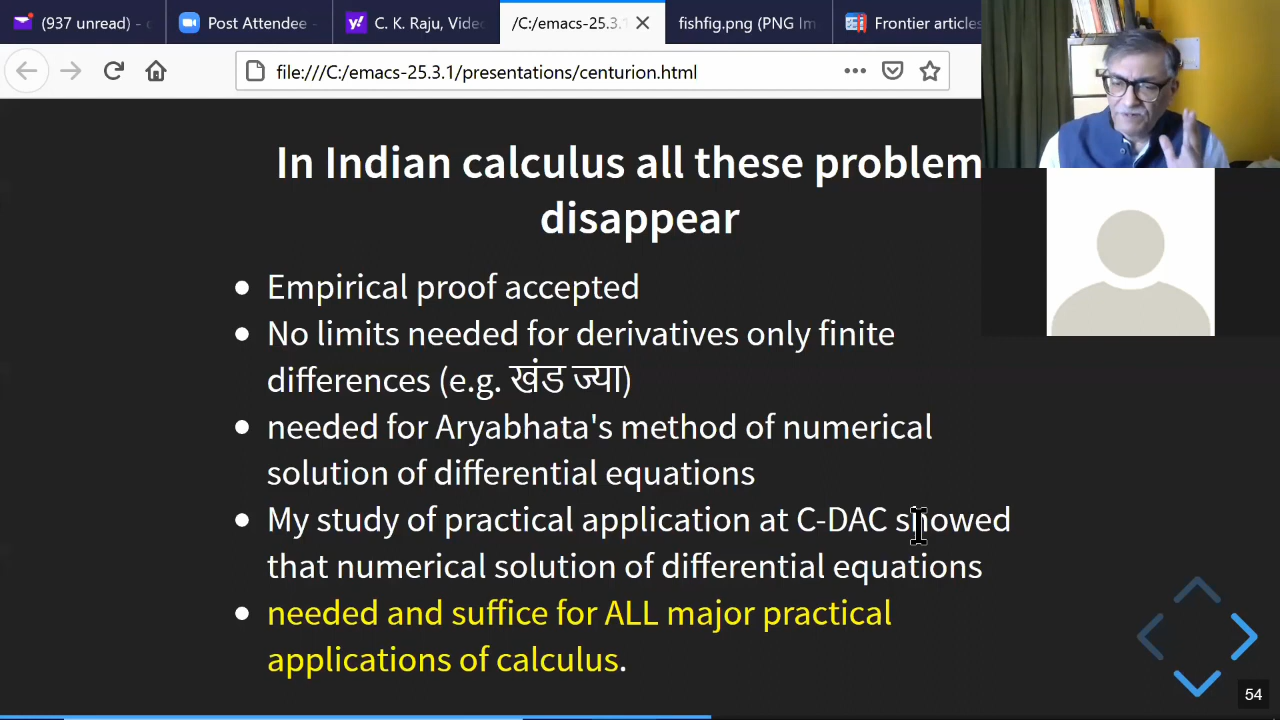 (937 unread) -
Post Attendee -
C. K. Raju, Vide
/C:/emacs-25.3.1
fishfig.png (PNG Im
Frontier articles
file:///C:/emacs-25.3.1/presentations/centurion.html
In Indian calculus all these problem
disappear
Empirical proof accepted
No limits needed for derivatives only finite
differences (e.g. खंड ज्या)
needed for Aryabhata's method of numerical
solution of differential equations
My study of practical application at C-DAC showed
that numerical solution of differential equations
needed and suffice for ALL major practical
applications of calculus.
54